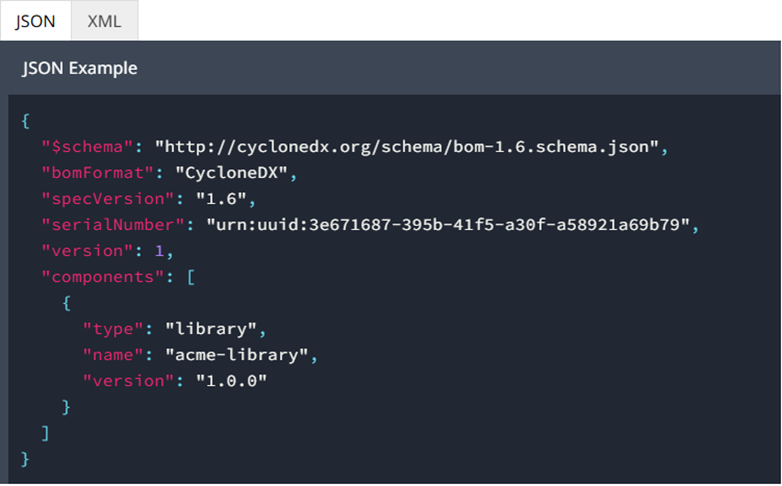 JSON XML
JSON Example
{
  "$schema": "http://cyclonedx.org/schema/bom-1.6.schema.json",
  "bomFormat": "CycloneDX",
  "specVersion": "1.6",
  "serialNumber": "urn:uuid:3e671687-395b-41f5-a30f-a58921a69b79",
  "version": 1,
  "components": [
    {
      "type": "library",
      "name": "acme-library",
      "version": "1.0.0"
    }
  ]
}